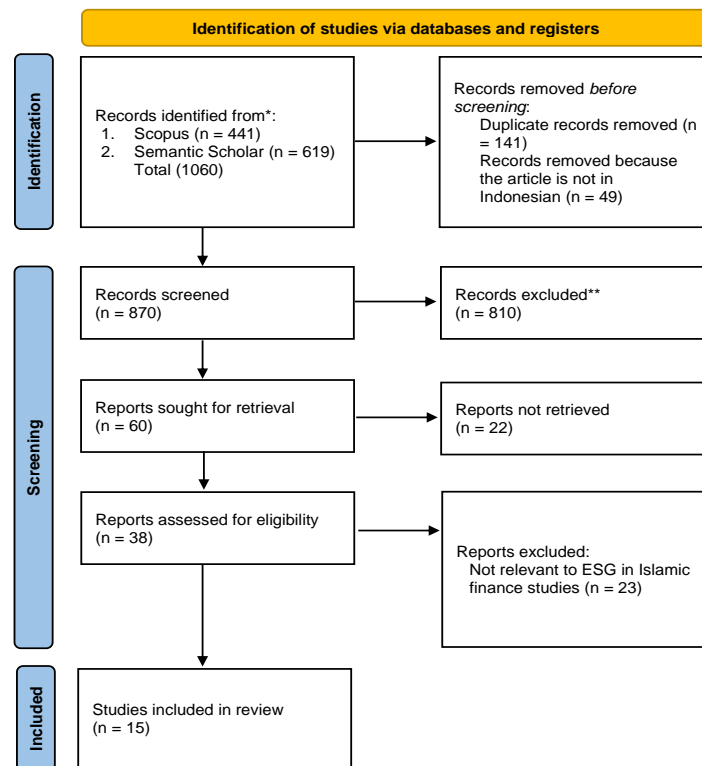 Identification of studies via databases and registers
Identification
Records identified from*:
1. Scopus (n = 441)
2. Semantic Scholar (n = 619)
Total (1060)
Records removed before
screening:
Duplicate records removed (n
= 141)
Records removed because
the article is not in
Indonesian (n = 49)
Screening
Records screened
(n = 870)
Records excluded**
(n = 810)
Reports sought for retrieval
(n = 60)
Reports not retrieved
(n = 22)
Reports assessed for eligibility
(n = 38)
Reports excluded:
Not relevant to ESG in Islamic
finance studies (n = 23)
Included
Studies included in review
(n = 15)